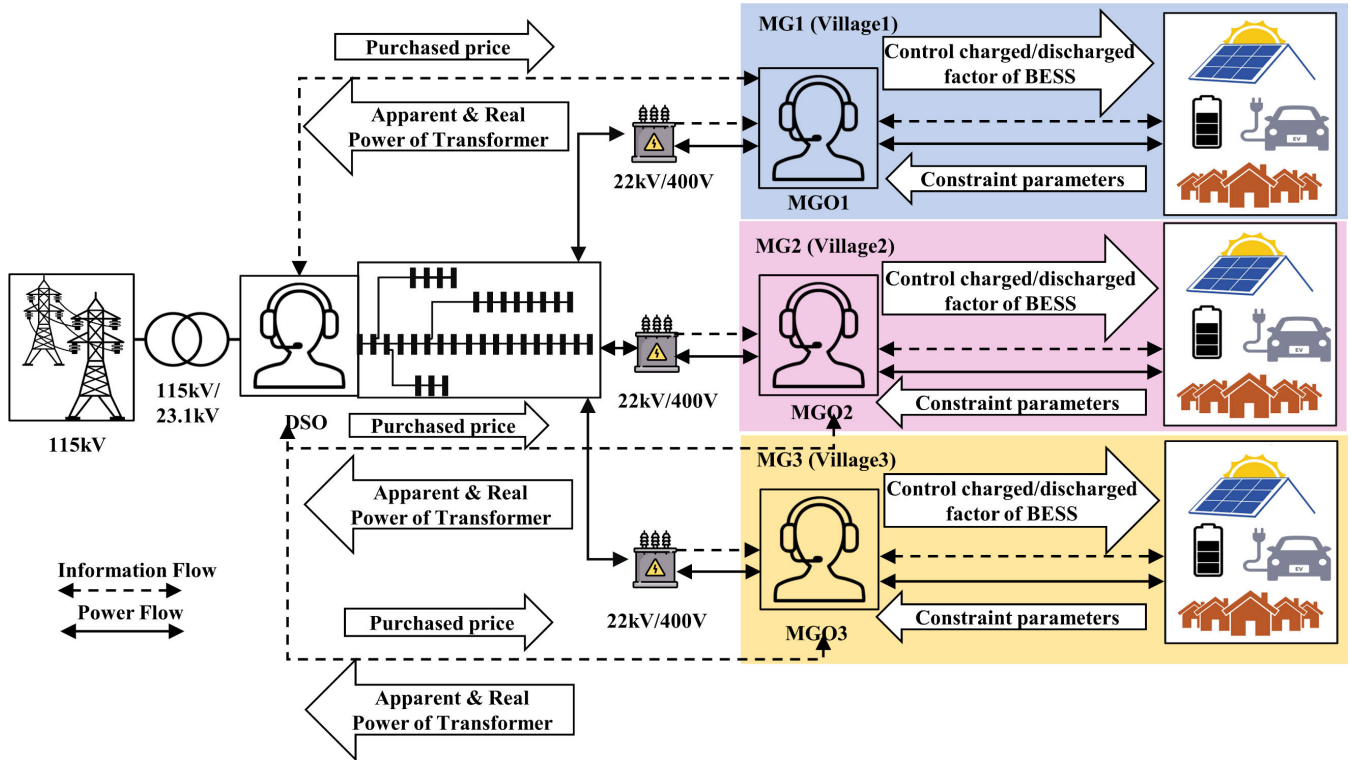 Purchased price
Apparent & Real
Power of Transformer
22kV/400V
MG1 (Village1)
Control charged/discharged
factor of BESS
Constraint parameters
MGO1
EV
115kV
115kV/
23.1kV
DSO
22kV/400V
MG2 (Village2)
Control charged/discharged
factor of BESS
Constraint parameters
MGO2
EV
Purchased price
Apparent & Real
Power of Transformer
22kV/400V
MG3 (Village3)
Control charged/discharged
factor of BESS
Constraint parameters
MGO3
EV
Information Flow
Power Flow
Purchased price
Apparent & Real
Power of Transformer